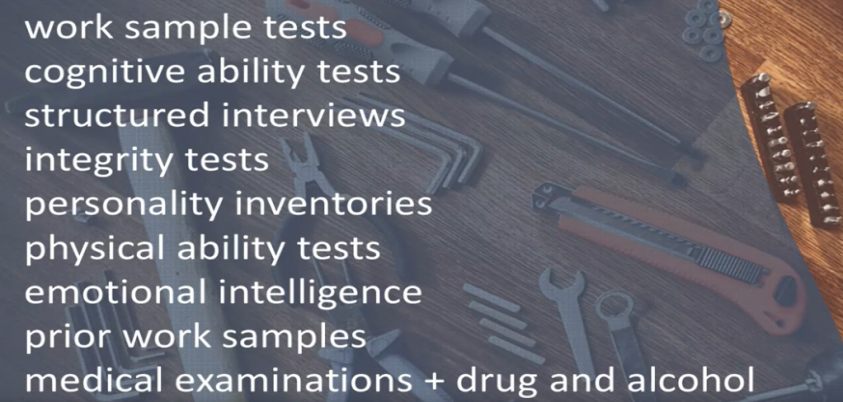 work sample tests
cognitive ability tests
structured interviews
integrity tests
personality inventories
physical ability tests
emotional intelligence
prior work samples
medical examinations + drug and alcohol